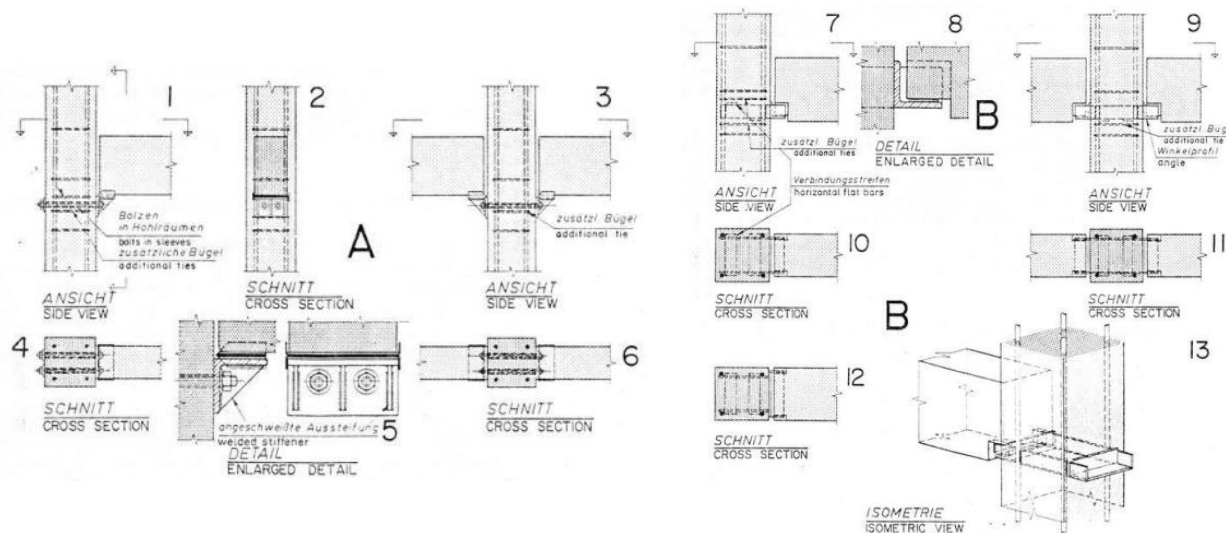 1
2
3
Bolzen
in Hohlräumen
bolts in sleeves
zusätzliche Bügel
additional ties
A
zusätzl. Bügel
additional tie
ANSICHT
SIDE VIEW
SCHNITT
CROSS SECTION
ANSICHT
SIDE VIEW
4
SCHNITT
CROSS SECTION
angeschweißte Aussteifung
welded stiffener
5
DETAIL
ENLARGED DETAIL
6
SCHNITT
CROSS SECTION
7
8
9
B
zusätzl. Bügel
additional ties
DETAIL
ENLARGED DETAIL
Verbindungsstreifen
horizontal flat bars
ANSICHT
SIDE VIEW
zusätzl. Büg
additional tie
Winkelprofil
angle
ANSICHT
SIDE VIEW
10
SCHNITT
CROSS SECTION
11
SCHNITT
CROSS SECTION
B
12
SCHNITT
CROSS SECTION
13
ISOMETRIE
ISOMETRIC VIEW